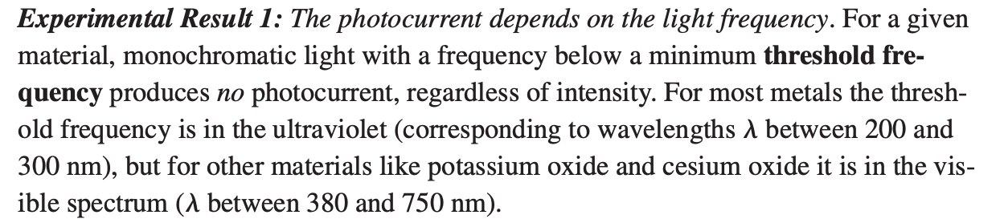 Experimental Result 1: The photocurrent depends on the light frequency. For a given
material, monochromatic light with a frequency below a minimum threshold fre-
quency produces no photocurrent, regardless of intensity. For most metals the thresh-
old frequency is in the ultraviolet (corresponding to wavelengths λ between 200 and
300 nm), but for other materials like potassium oxide and cesium oxide it is in the vis-
ible spectrum (λ between 380 and 750 nm).